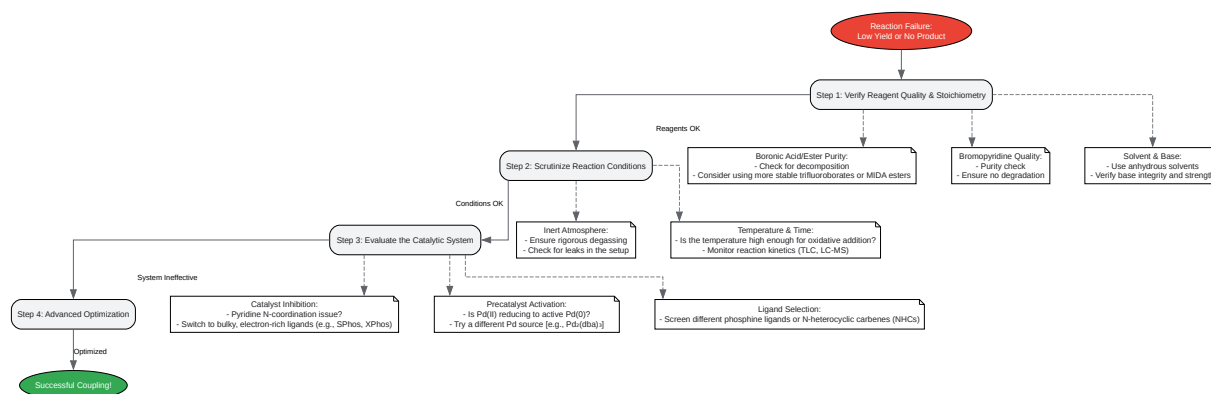 Reaction Failure:
Low Yield or No Product
Step 1: Verify Reagent Quality & Stoichiometry
Reagents OK
Boronic Acid/Ester Purity:
- Check for decomposition
- Consider using more stable trifluoroborates or MIDA esters
Bromopyridine Quality:
- Purity check
- Ensure no degradation
Solvent & Base:
- Use anhydrous solvents
- Verify base integrity and strength
Step 2: Scrutinize Reaction Conditions
Conditions OK
Inert Atmosphere:
- Ensure rigorous degassing
- Check for leaks in the setup
Temperature & Time:
- Is the temperature high enough for oxidative addition?
- Monitor reaction kinetics (TLC, LC-MS)
Step 3: Evaluate the Catalytic System
System Ineffective
Catalyst Inhibition:
- Pyridine N-coordination issue?
- Switch to bulky, electron-rich ligands (e.g., SPhos, XPhos)
Precatalyst Activation:
- Is Pd(II) reducing to active Pd(0)?
- Try a different Pd source [e.g., Pd₂(dba)₃]
Ligand Selection:
- Screen different phosphine ligands or N-heterocyclic carbenes (NHCs)
Step 4: Advanced Optimization
Optimized
Successful Coupling!